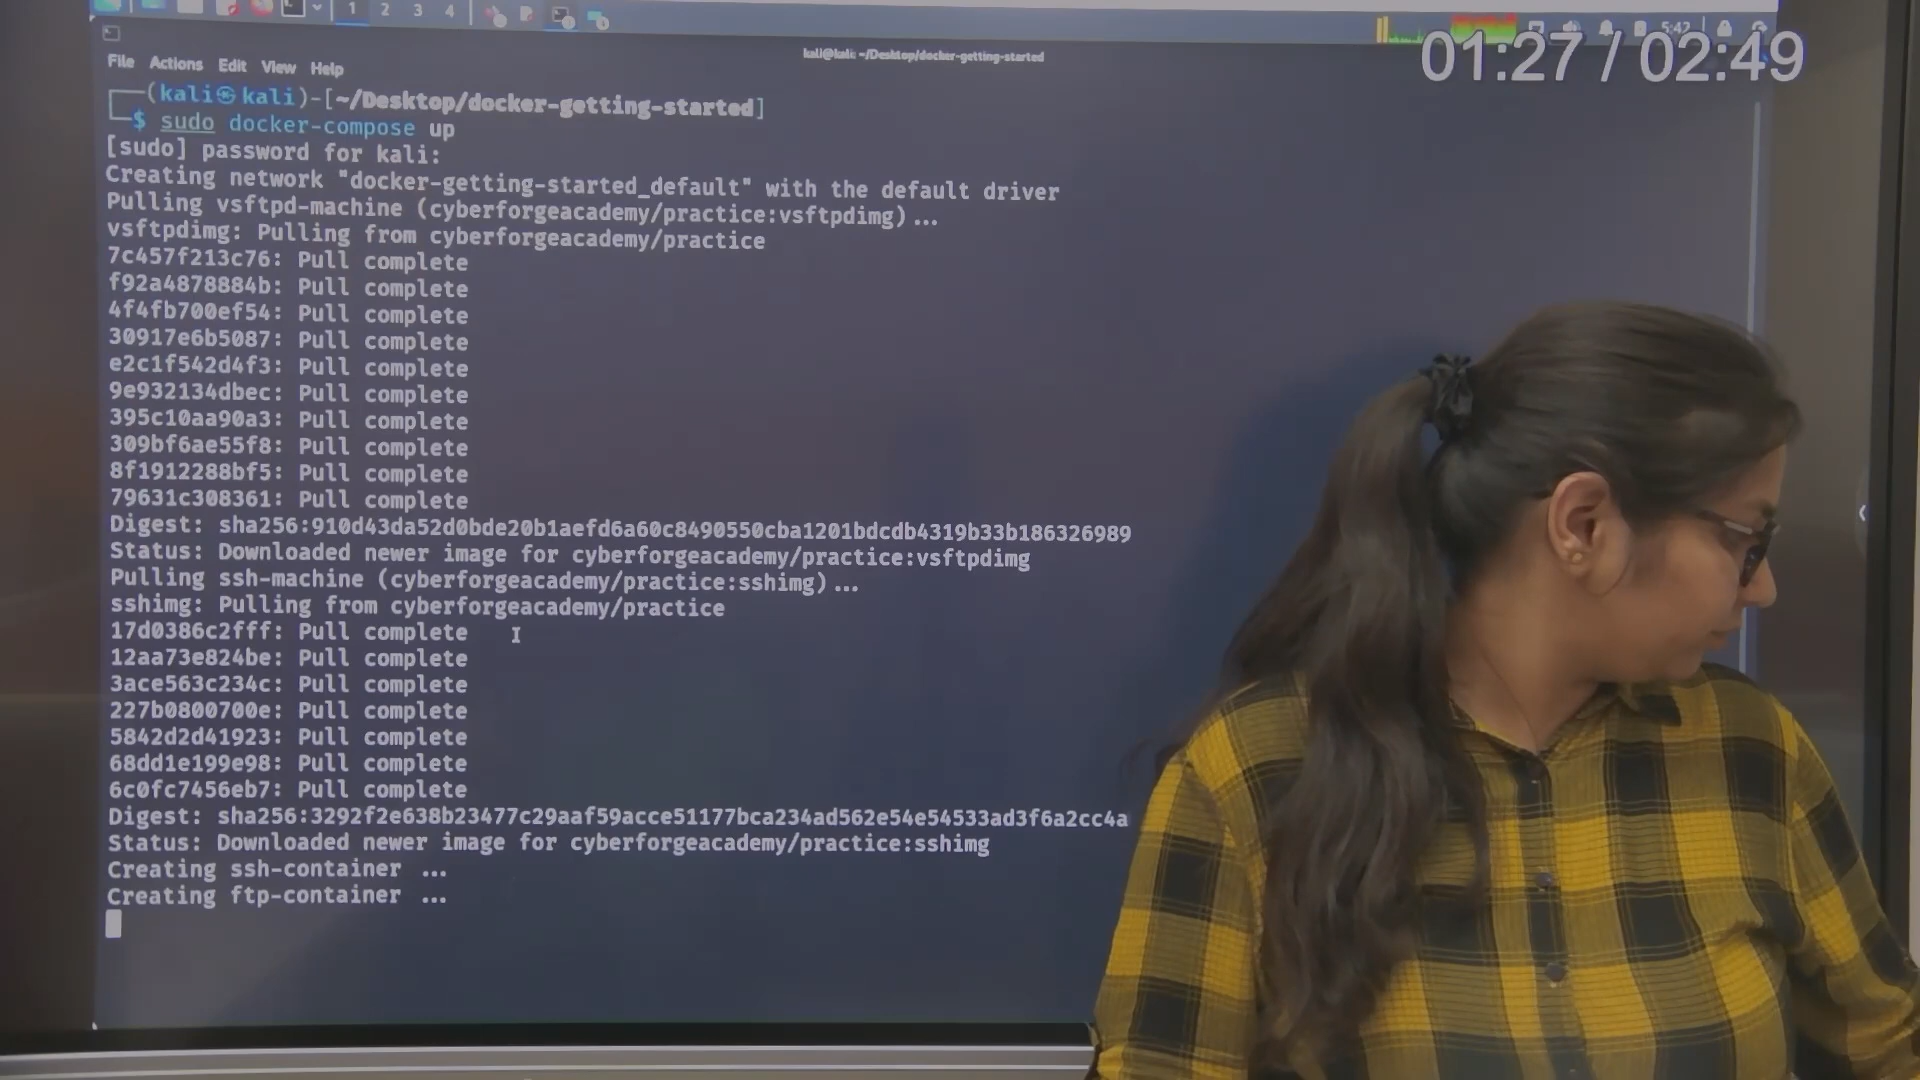 1 2 3 4
5:42
01:27 / 02:49
kali@kali: ~/Desktop/docker-getting-started
File Actions Edit View Help
(kali㉿kali)-[~/Desktop/docker-getting-started]
$ sudo docker-compose up
[sudo] password for kali:
Creating network "docker-getting-started_default" with the default driver
Pulling vsftpd-machine (cyberforgeacademy/practice:vsftpdimg)...
vsftpdimg: Pulling from cyberforgeacademy/practice
7c457f213c76: Pull complete
f92a4878884b: Pull complete
4f4fb700ef54: Pull complete
30917e6b5087: Pull complete
e2c1f542d4f3: Pull complete
9e932134dbec: Pull complete
395c10aa90a3: Pull complete
309bf6ae55f8: Pull complete
8f1912288bf5: Pull complete
79631c308361: Pull complete
Digest: sha256:910d43da52d0bde20b1aefd6a60c8490550cba1201bdcdb4319b33b186326989
Status: Downloaded newer image for cyberforgeacademy/practice:vsftpdimg
Pulling ssh-machine (cyberforgeacademy/practice:sshimg)...
sshimg: Pulling from cyberforgeacademy/practice
17d0386c2fff: Pull complete
12aa73e824be: Pull complete
3ace563c234c: Pull complete
227b0800700e: Pull complete
5842d2d41923: Pull complete
68dd1e199e98: Pull complete
6c0fc7456eb7: Pull complete
Digest: sha256:3292f2e638b23477c29aaf59acce51177bca234ad562e54e54533ad3f6a2cc4a
Status: Downloaded newer image for cyberforgeacademy/practice:sshimg
Creating ssh-container ...
Creating ftp-container ...